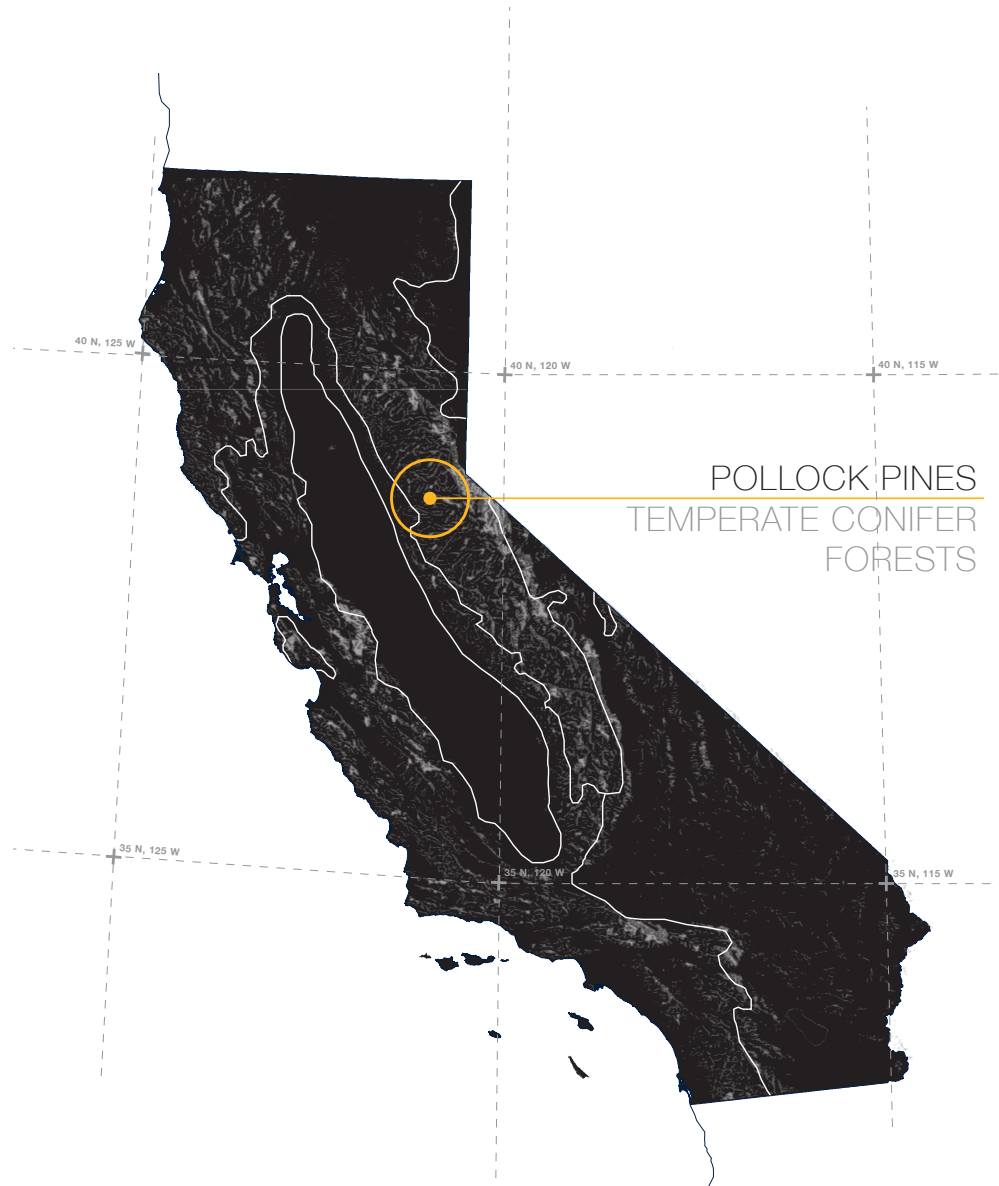 40 N, 125 W
40 N, 120 W
40 N, 115 W
POLLOCK PINES
TEMPERATE CONIFER
FORESTS
35 N, 125 W
35 N, 120 W
35 N, 115 W